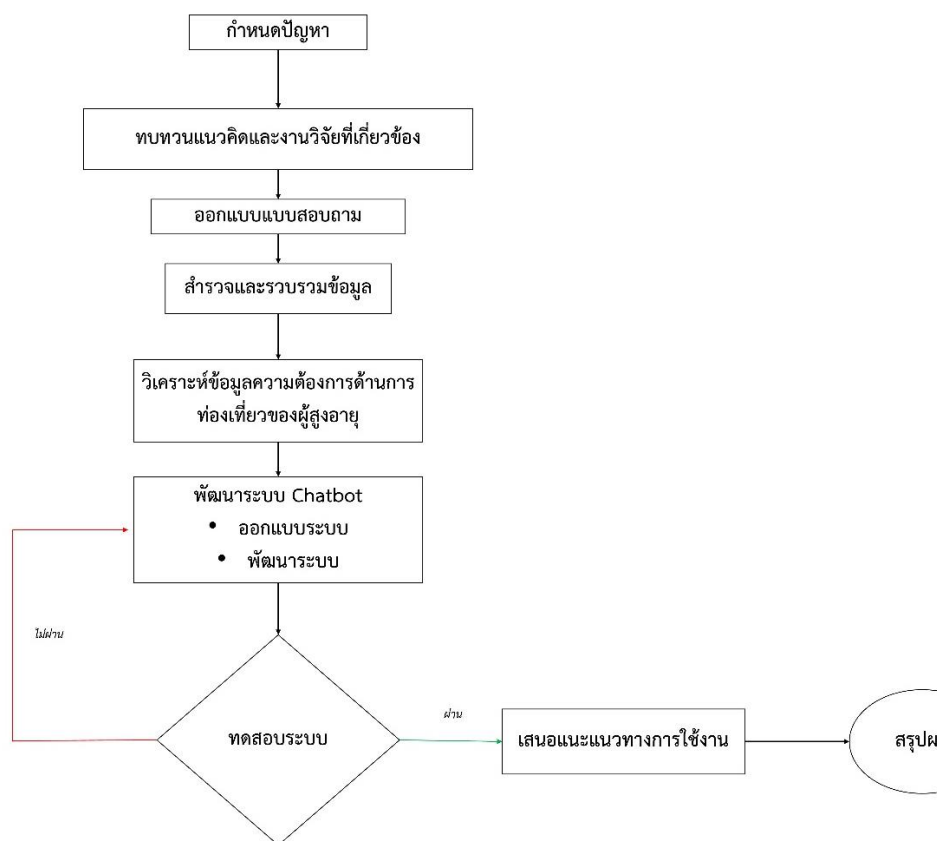 กำหนดปัญหา
ทบทวนแนวคิดและงานวิจัยที่เกี่ยวข้อง
ออกแบบแบบสอบถาม
สำรวจและรวบรวมข้อมูล
วิเคราะห์ข้อมูลความต้องการด้านการ
ท่องเที่ยวของผู้สูงอายุ
พัฒนาระบบ Chatbot
• ออกแบบระบบ
• พัฒนาระบบ
ไม่ผ่าน
ทดสอบระบบ
ผ่าน
เสนอแนะแนวทางการใช้งาน
สรุป